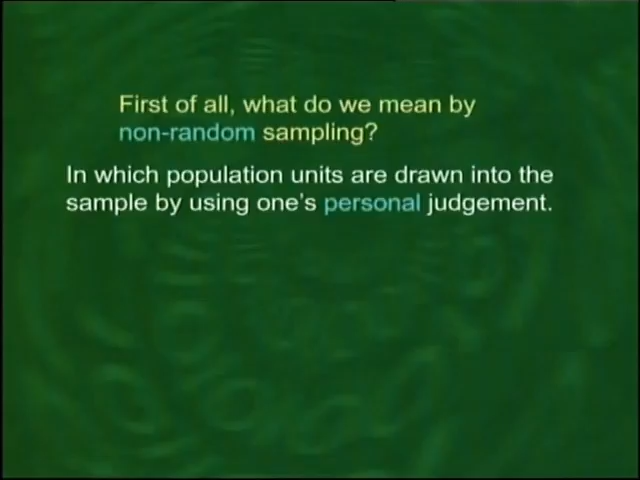 First of all, what do we mean by
non-random sampling?
In which population units are drawn into the
sample by using one's personal judgement.